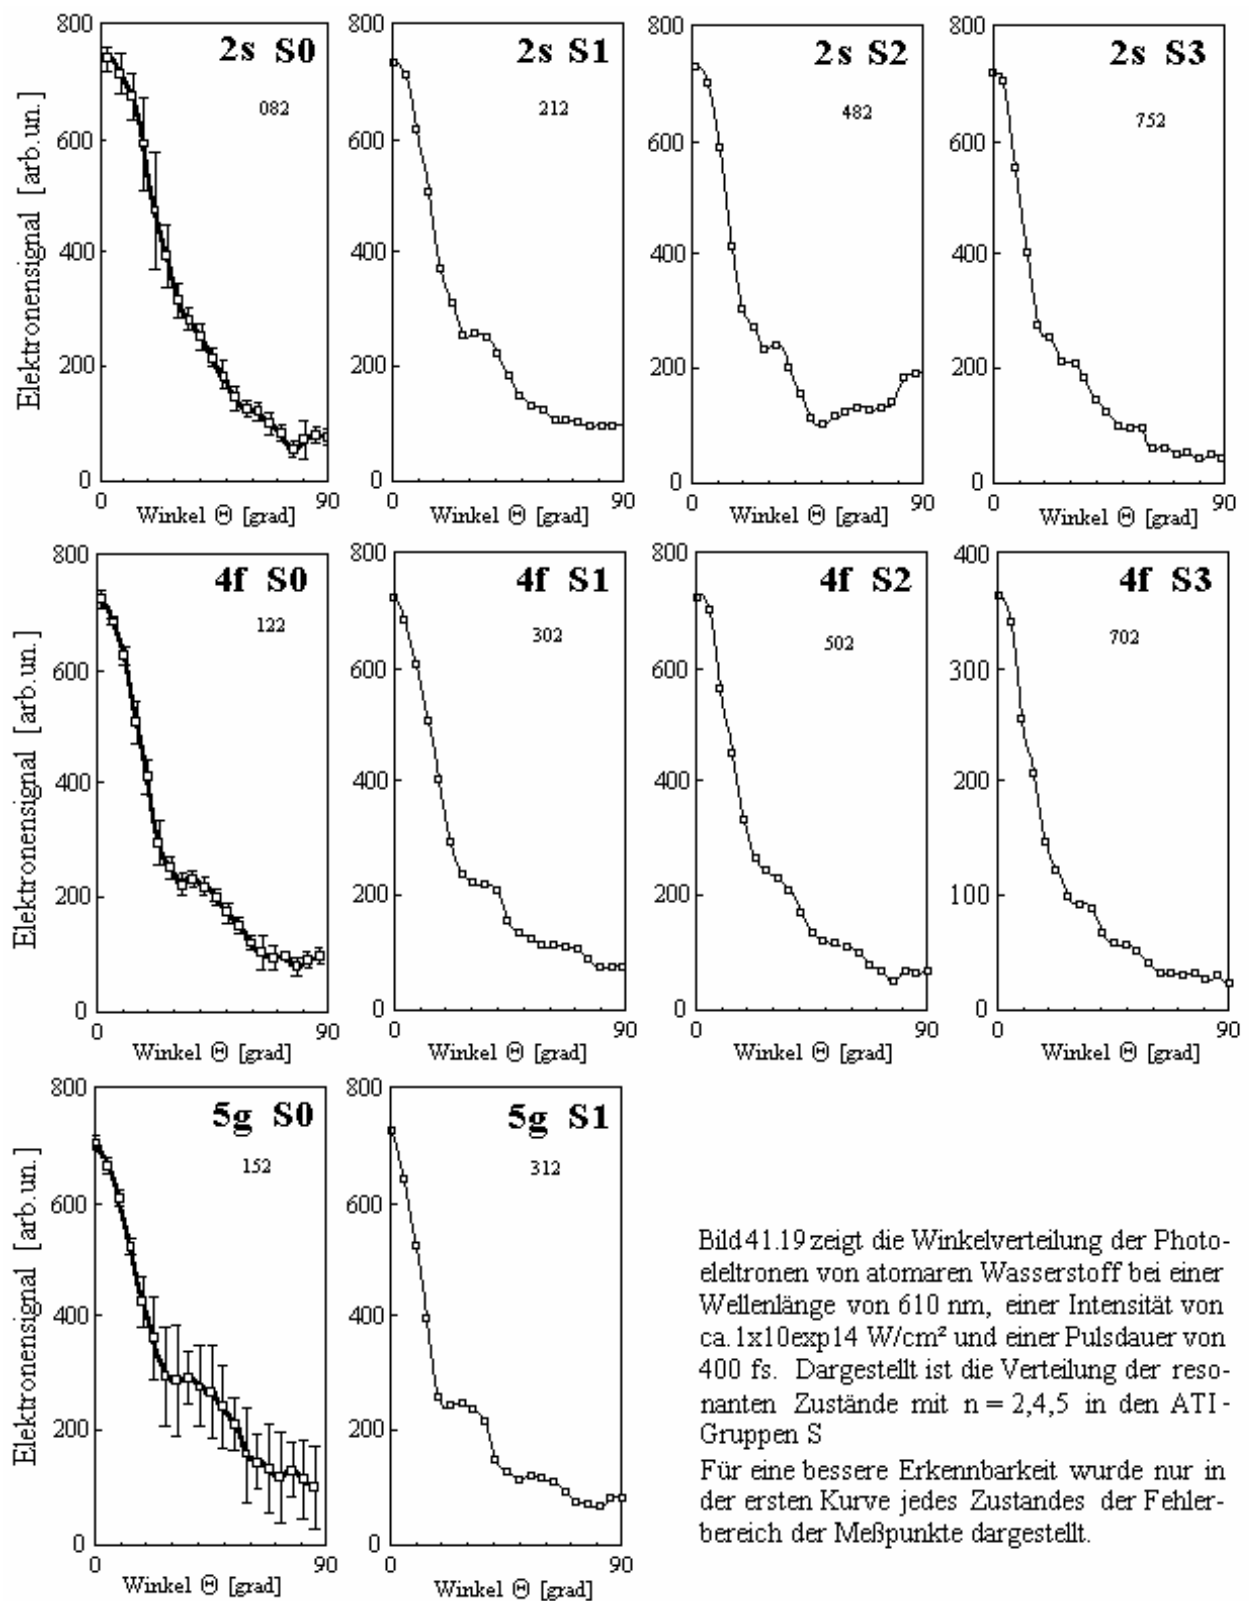 800
600
400
200
0
Elektronensignal [arb.un.]
2s S0
082
0
90
Winkel Θ [grad]
800
600
400
200
0
2s S1
212
0
90
Winkel Θ [grad]
800
600
400
200
0
2s S2
482
0
90
Winkel Θ [grad]
800
600
400
200
0
2s S3
752
0
90
Winkel Θ [grad]
800
600
400
200
0
Elektronensignal [arb.un.]
4f S0
122
0
90
Winkel Θ [grad]
800
600
400
200
0
4f S1
302
0
90
Winkel Θ [grad]
800
600
400
200
0
4f S2
502
0
90
Winkel Θ [grad]
400
300
200
100
0
4f S3
702
0
90
Winkel Θ [grad]
800
600
400
200
0
Elektronensignal [arb.un.]
5g S0
152
0
90
Winkel Θ [grad]
800
600
400
200
0
5g S1
312
0
90
Winkel Θ [grad]
Bild 41.19 zeigt die Winkelverteilung der Photo-
eleltronen von atomaren Wasserstoff bei einer
Wellenlänge von 610 nm, einer Intensität von
ca.1x10exp14 W/cm² und einer Pulsdauer von
400 fs. Dargestellt ist die Verteilung der reso-
nanten Zustände mit n = 2,4,5 in den ATI-
Gruppen S
Für eine bessere Erkennbarkeit wurde nur in
der ersten Kurve jedes Zustandes der Fehler-
bereich der Meßpunkte dargestellt.